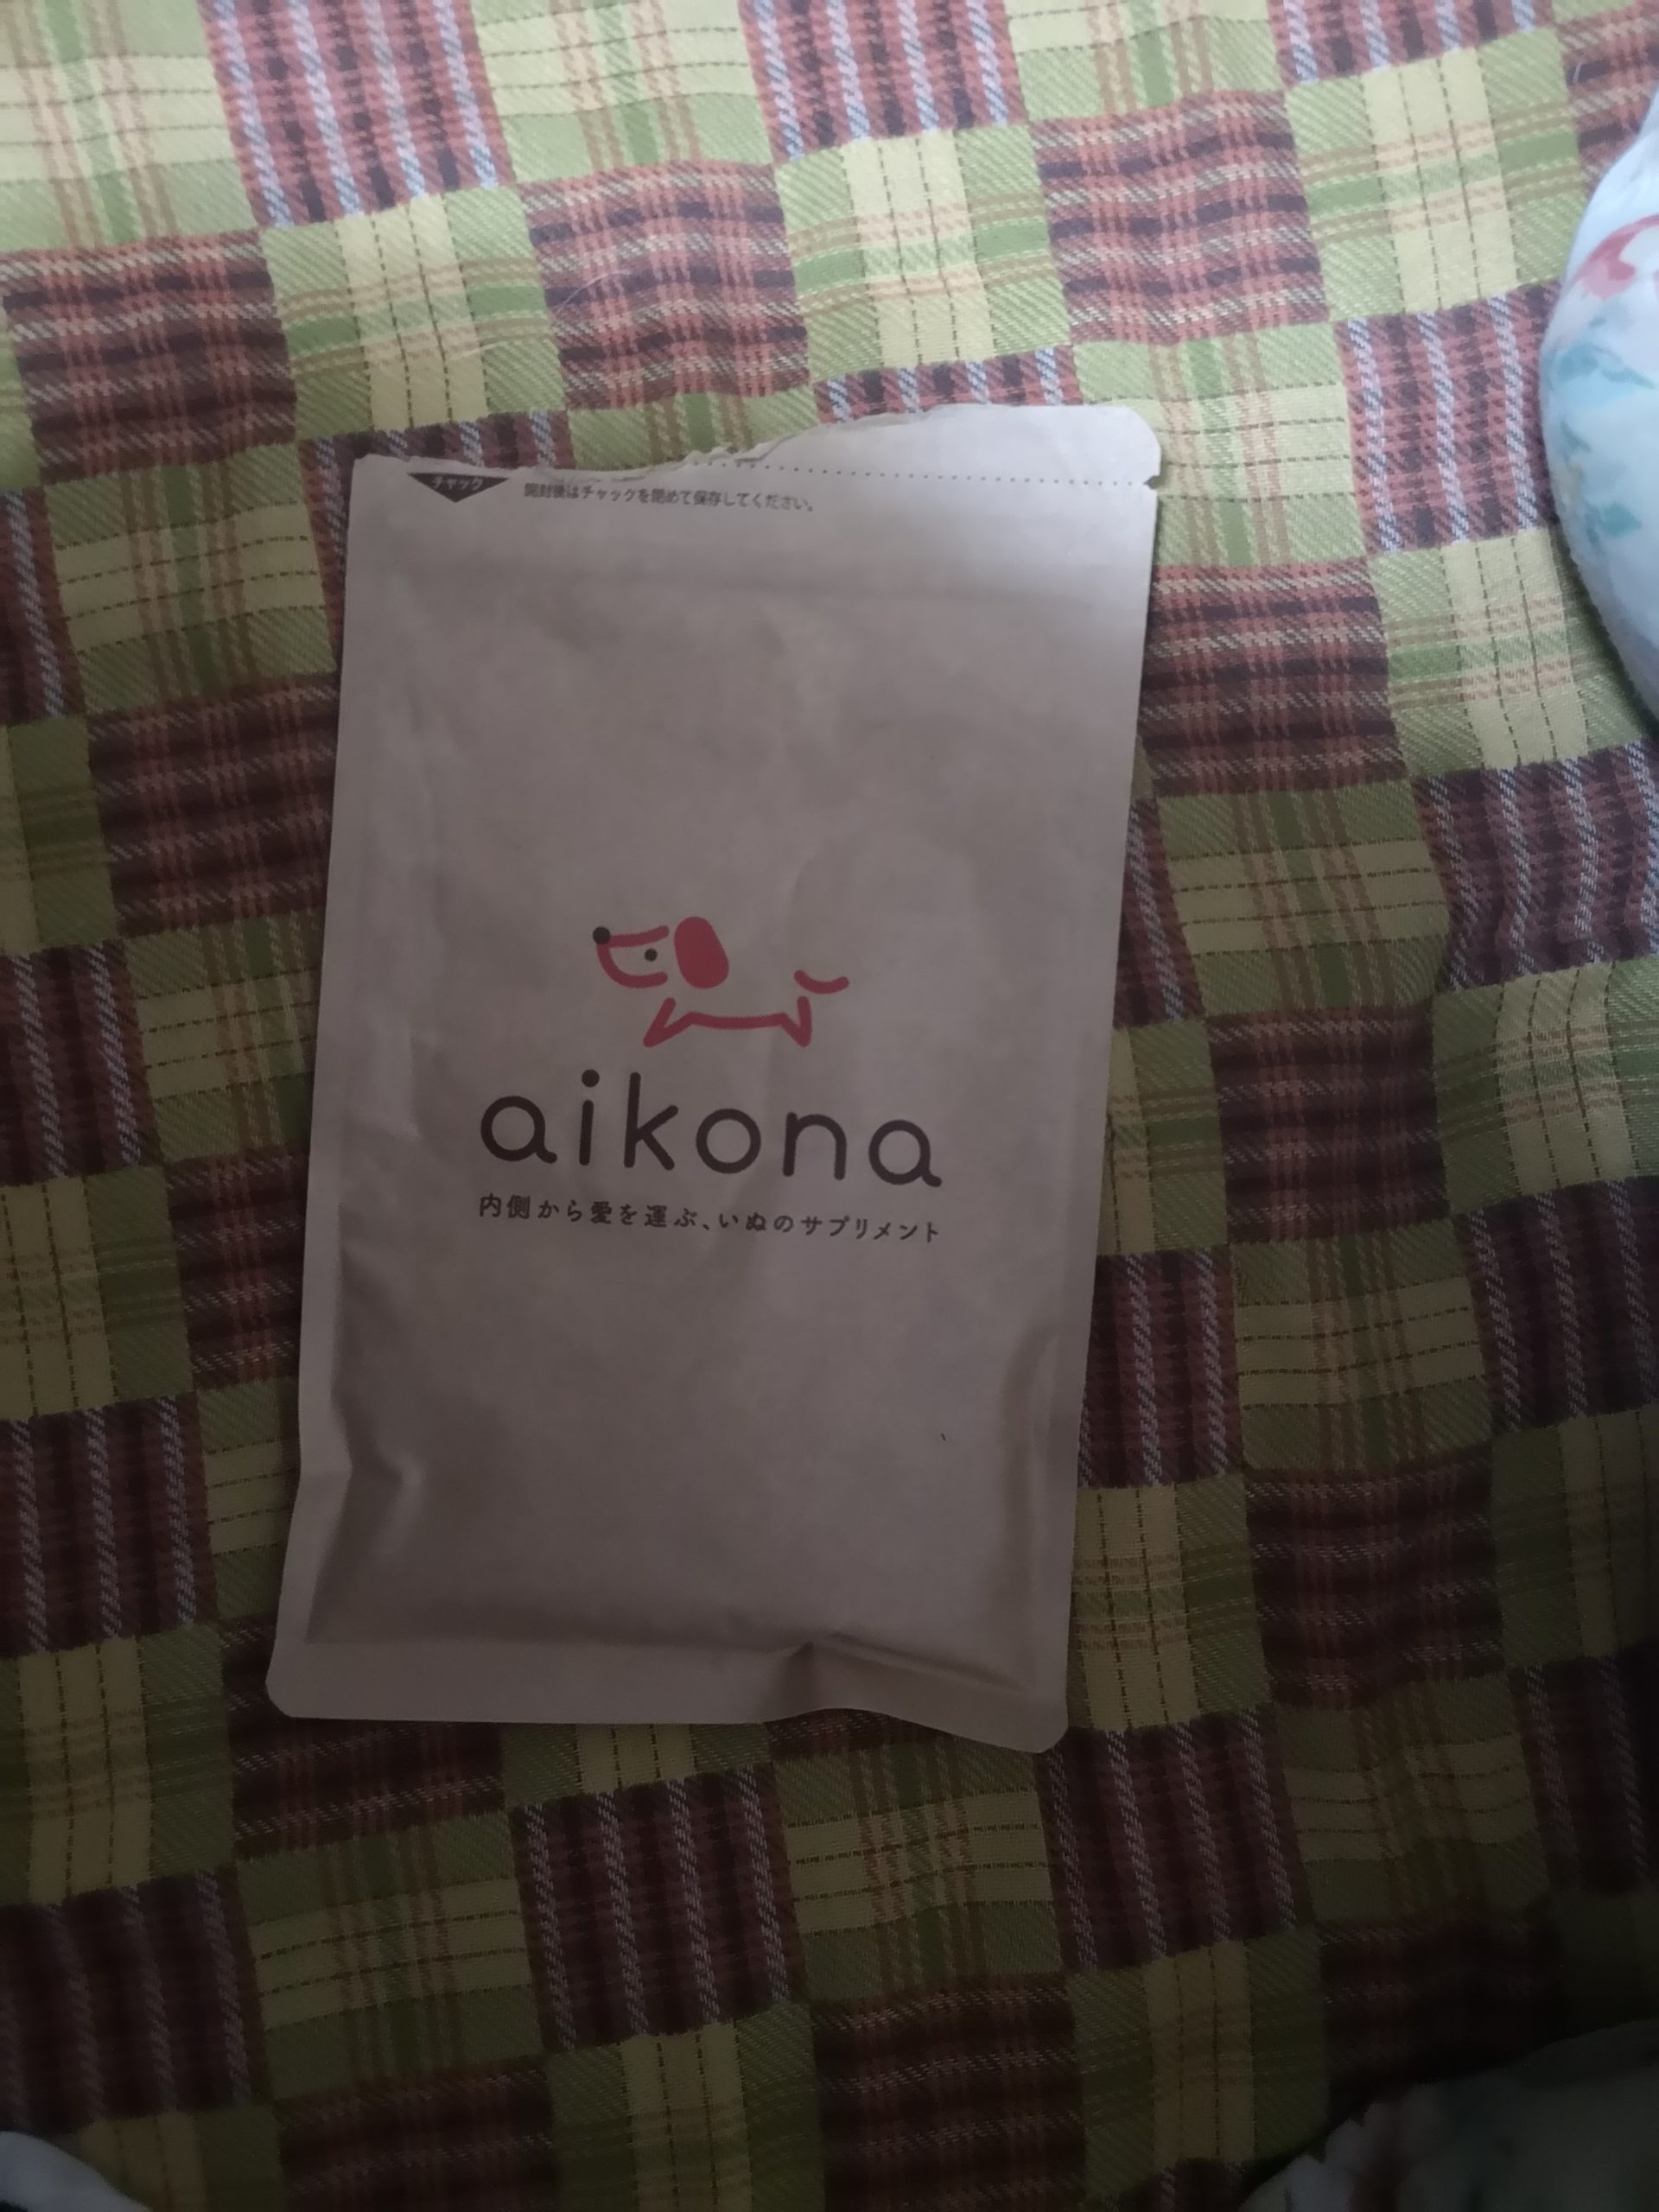 チャック
開封後はチャックを閉めて保存してください。
aikona
内側から愛を運ぶ、いぬのサプリメント